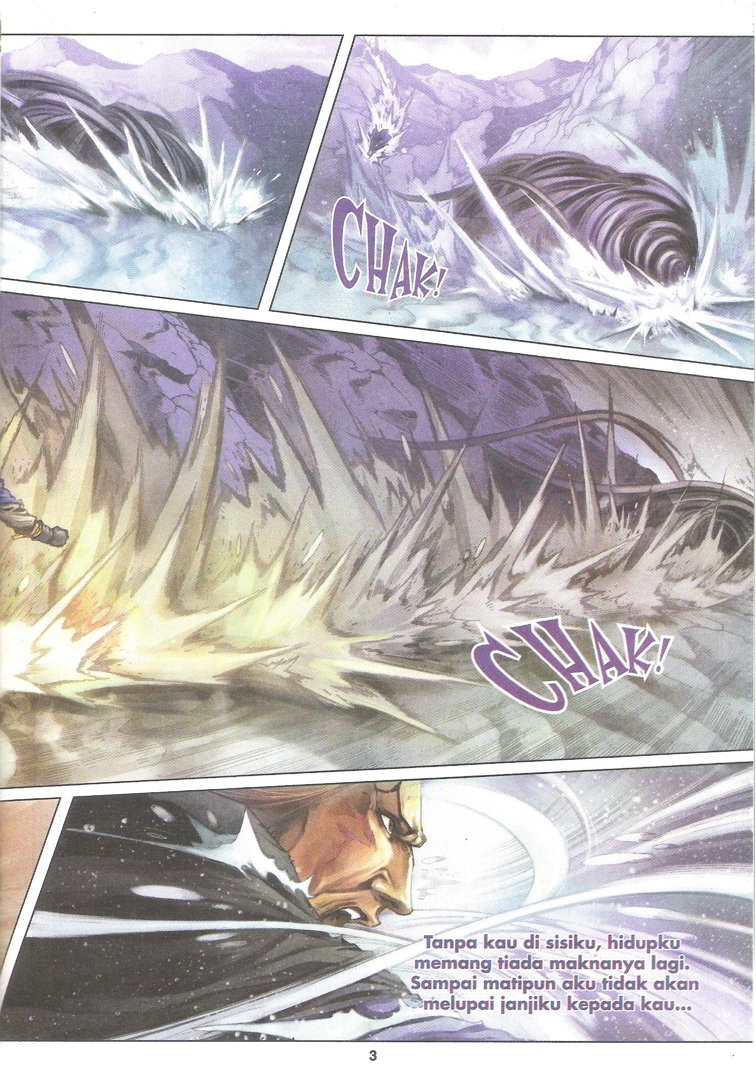 CHAK!
CHAK!
Tanpa kau di sisiku, hidupku
memang tiada maknanya lagi.
Sampai matipun aku tidak akan
melupai janjiku kepada kau...
3